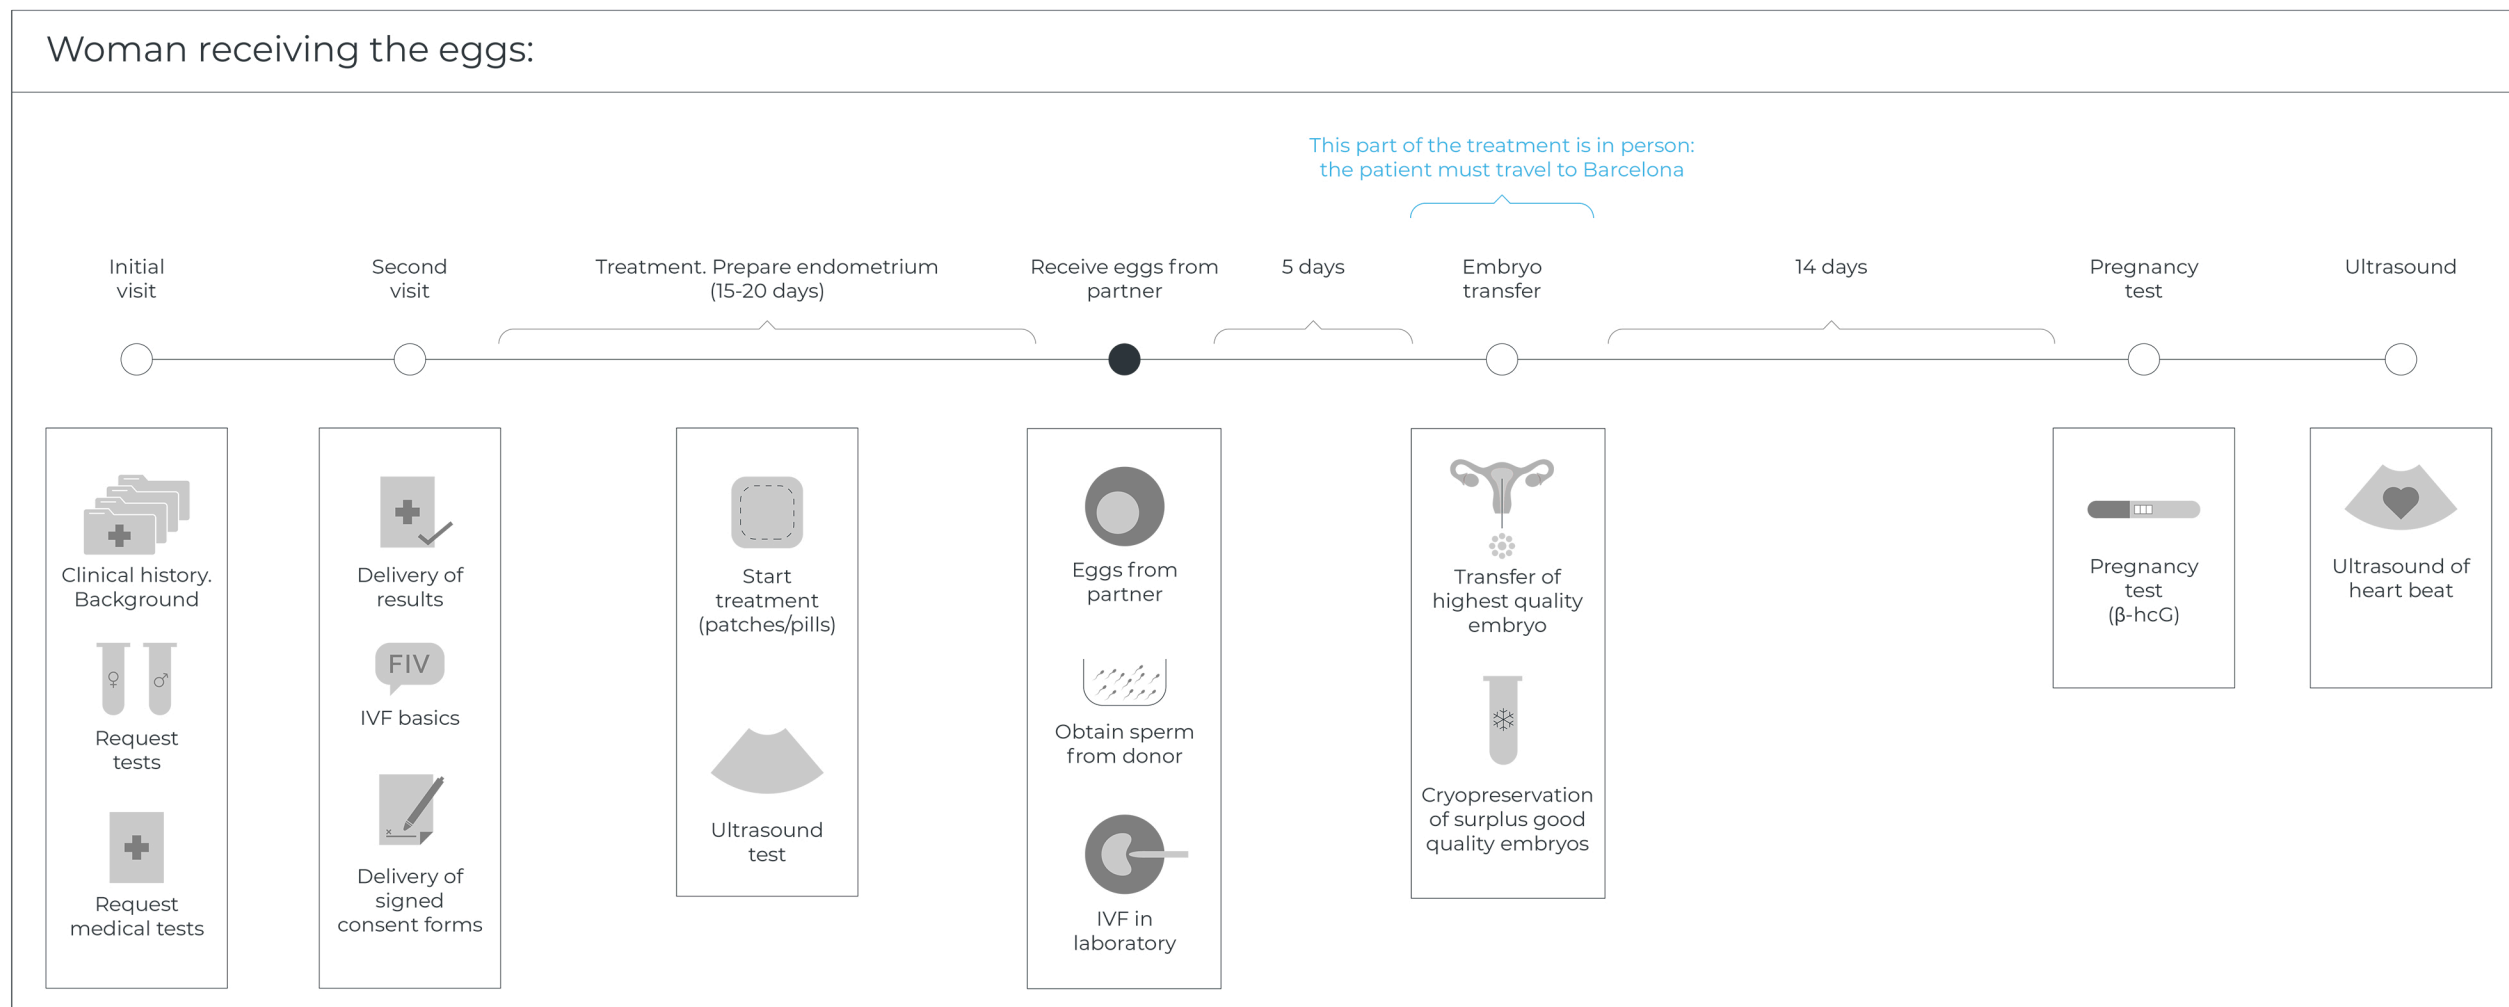 Woman receiving the eggs:
This part of the treatment is in person:
the patient must travel to Barcelona
Initial
visit
Second
visit
Treatment. Prepare endometrium
(15-20 days)
Receive eggs from
partner
5 days
Embryo
transfer
14 days
Pregnancy
test
Ultrasound
Clinical history.
Background
Request
tests
Request
medical tests
Delivery of
results
FIV
IVF basics
Delivery of
signed
consent forms
Start
treatment
(patches/pills)
Ultrasound
test
Eggs from
partner
Obtain sperm
from donor
IVF in
laboratory
Transfer of
highest quality
embryo
Cryopreservation
of surplus good
quality embryos
Pregnancy
test
(β-hcG)
Ultrasound of
heart beat